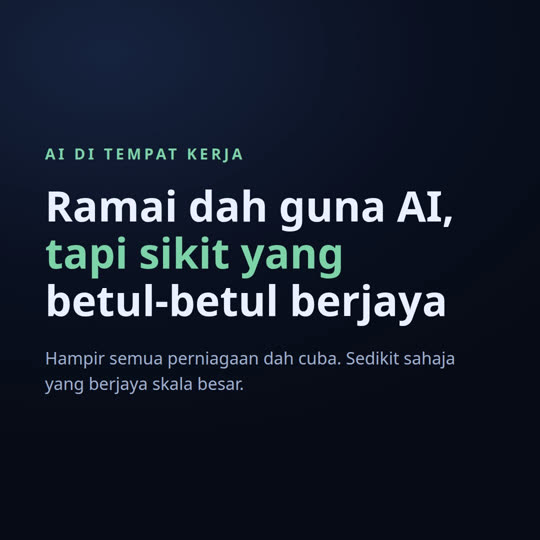 AI DI TEMPAT KERJA
Ramai dah guna AI,
tapi sikit yang
betul-betul berjaya
Hampir semua perniagaan dah cuba. Sedikit sahaja
yang berjaya skala besar.